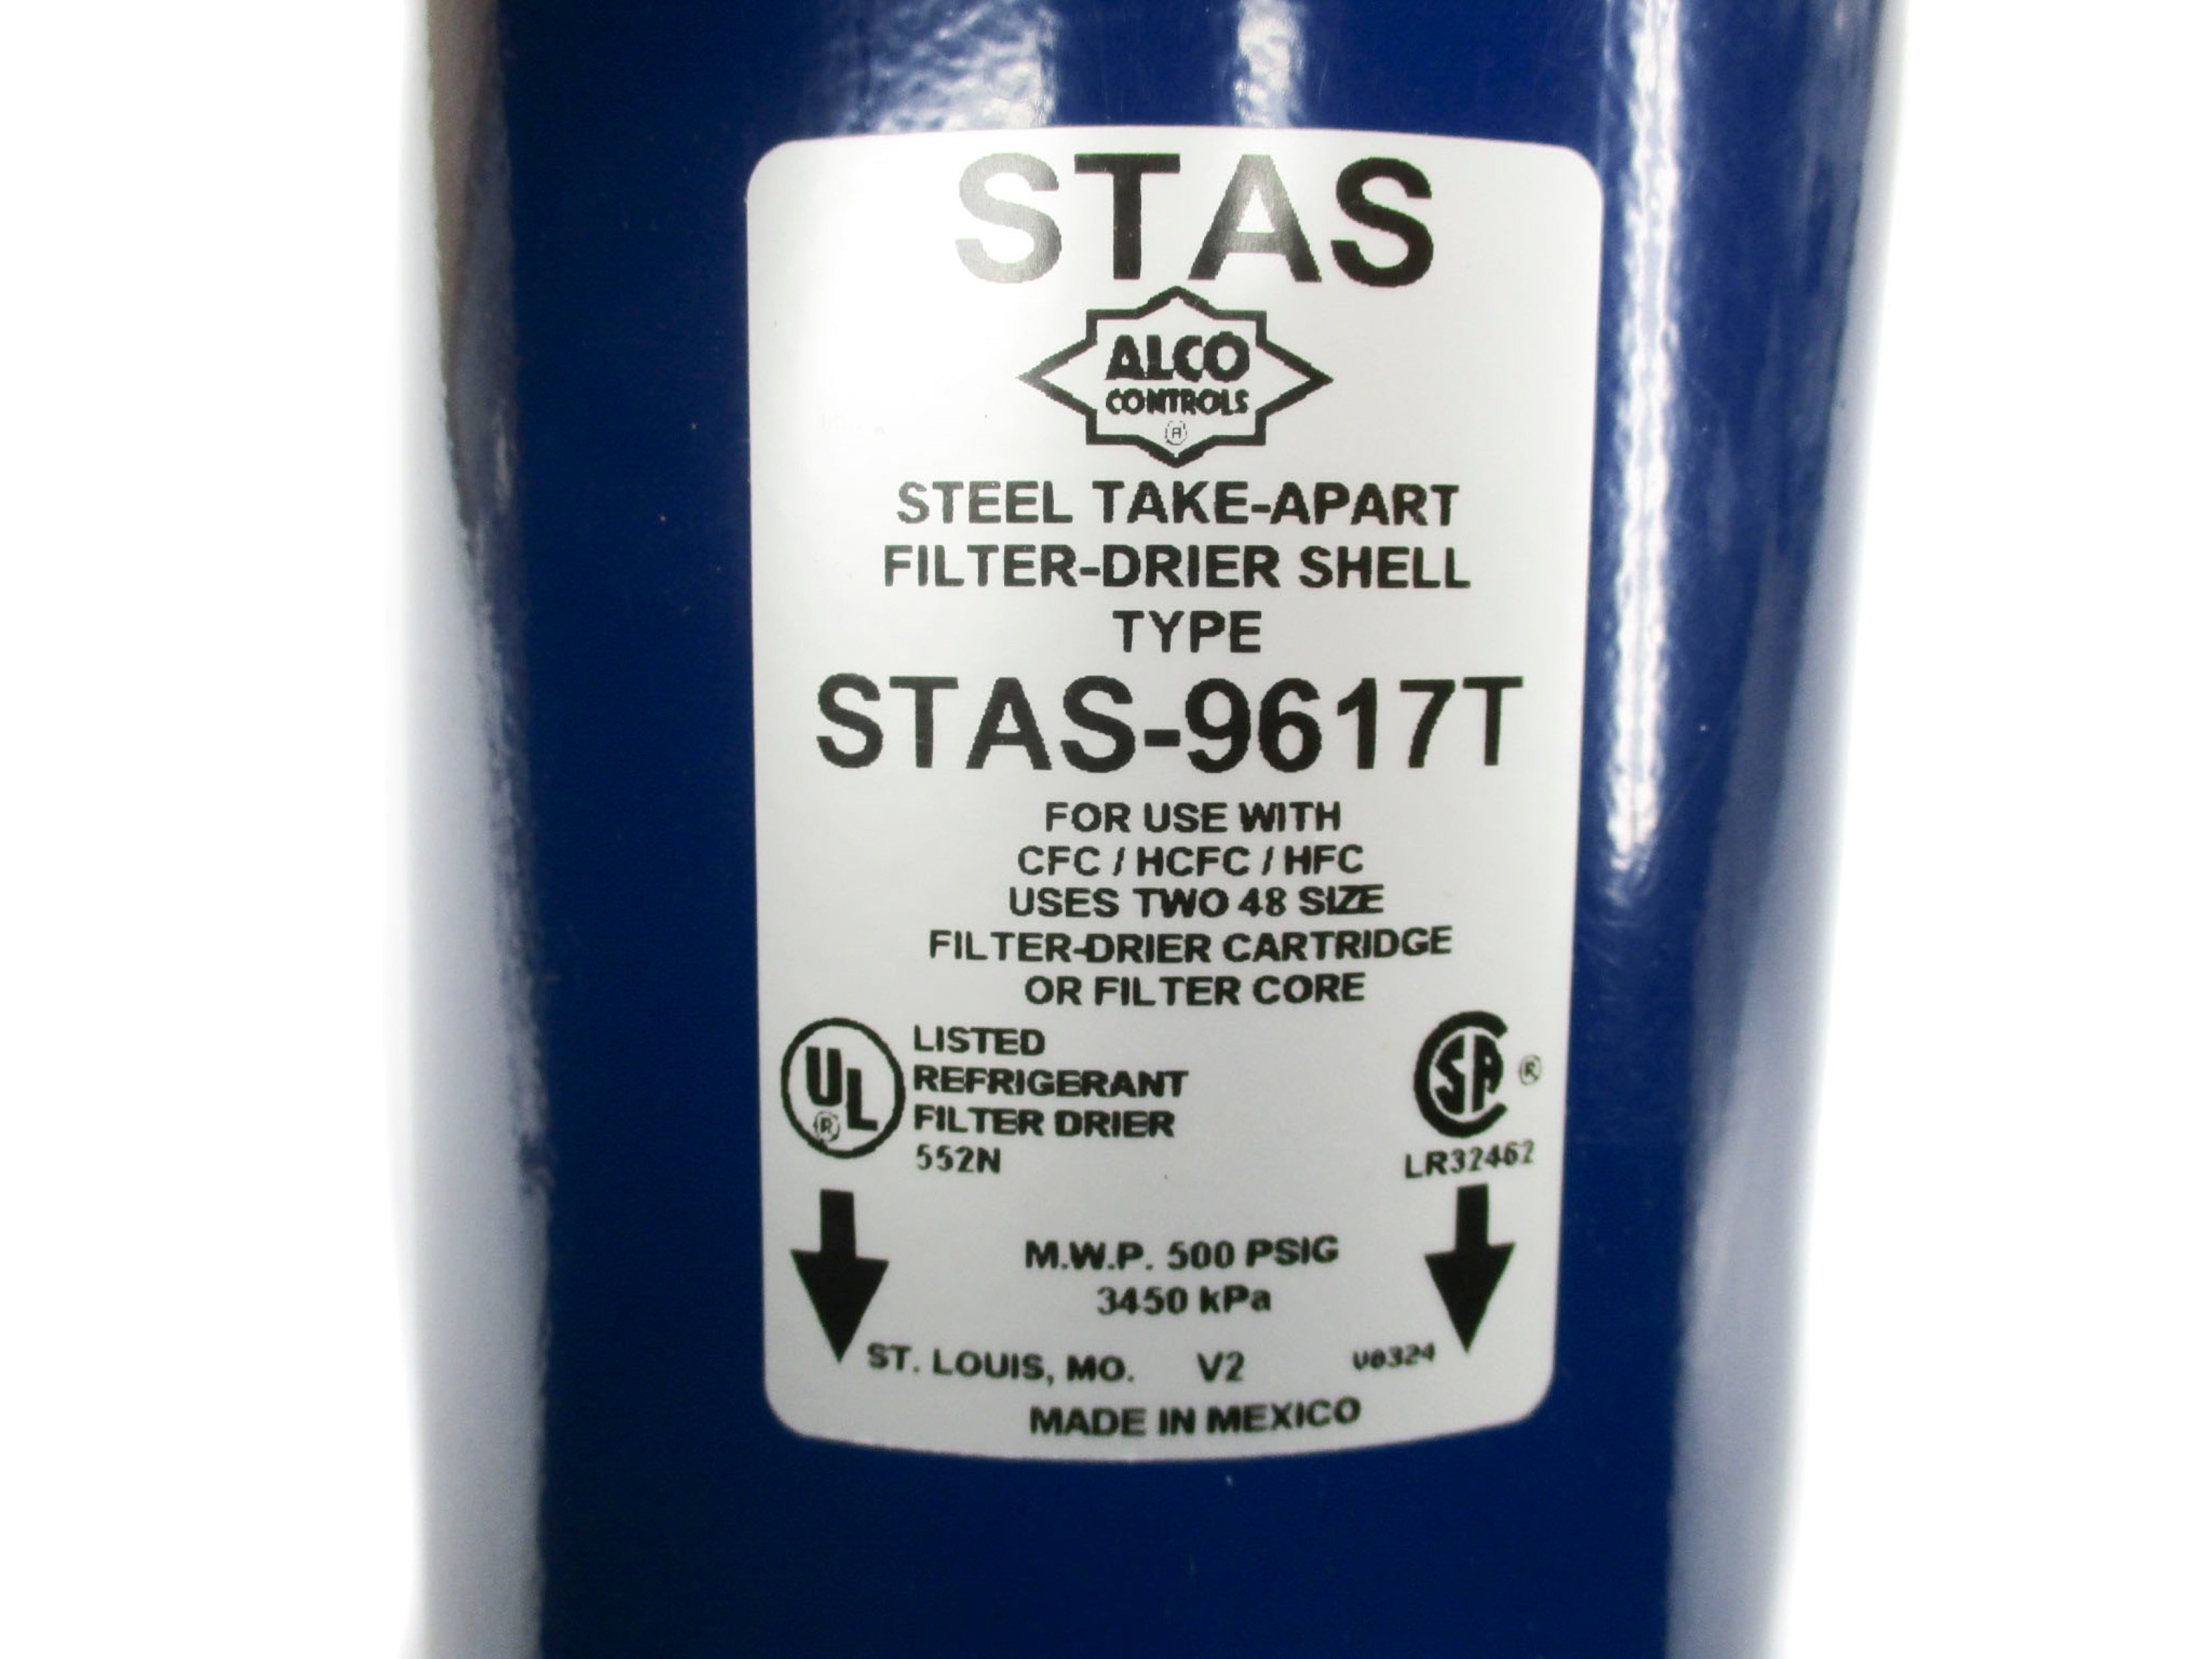 STAS
ALCO
CONTROLS
®
STEEL TAKE-APART
FILTER-DRIER SHELL
TYPE
STAS-9617T
FOR USE WITH
CFC / HCFC / HFC
USES TWO 48 SIZE
FILTER-DRIER CARTRIDGE
OR FILTER CORE
UL ®
LISTED
REFRIGERANT
FILTER DRIER
552N
CSA ®
LR32462
M.W.P. 500 PSIG
3450 kPa
ST. LOUIS, MO. V2
MADE IN MEXICO